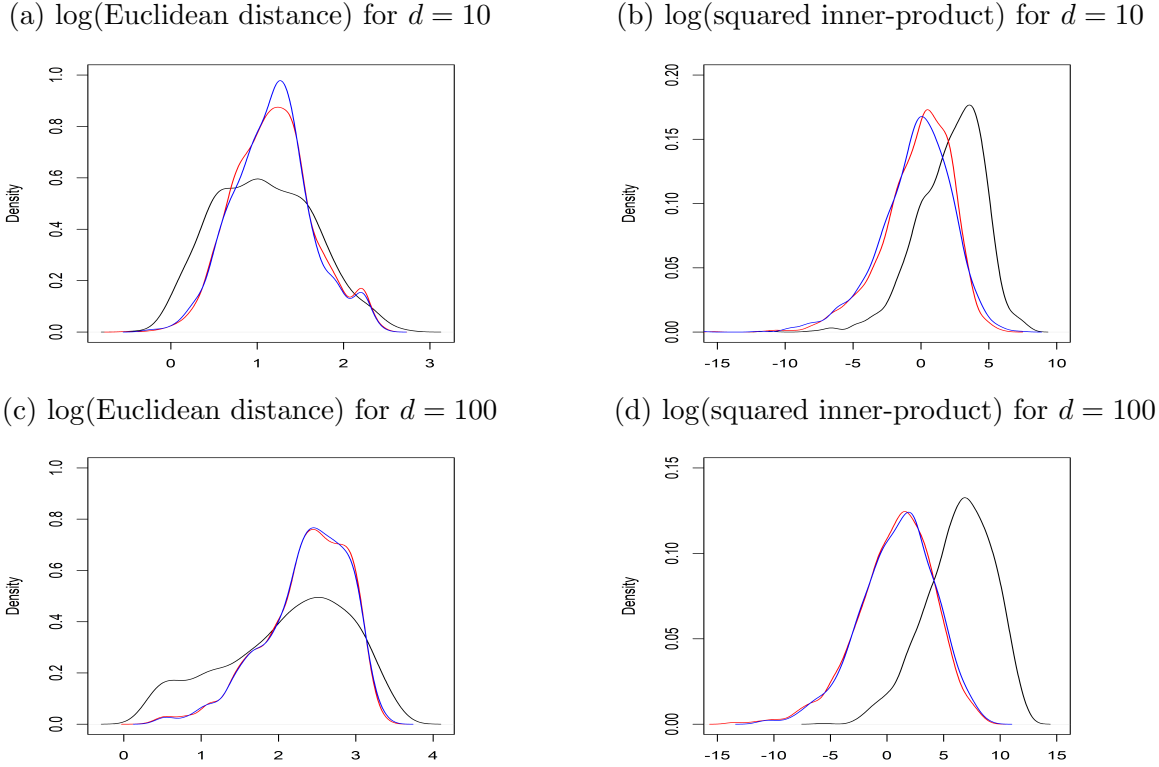 (a) log(Euclidean distance) for d = 10
(b) log(squared inner-product) for d = 10
Density
0.0 0.2 0.4 0.6 0.8 1.0
0 1 2 3
Density
0.00 0.05 0.10 0.15 0.20
-15 -10 -5 0 5 10
(c) log(Euclidean distance) for d = 100
(d) log(squared inner-product) for d = 100
Density
0.0 0.2 0.4 0.6 0.8 1.0
0 1 2 3 4
Density
0.00 0.05 0.10 0.15
-15 -10 -5 0 5 10 15